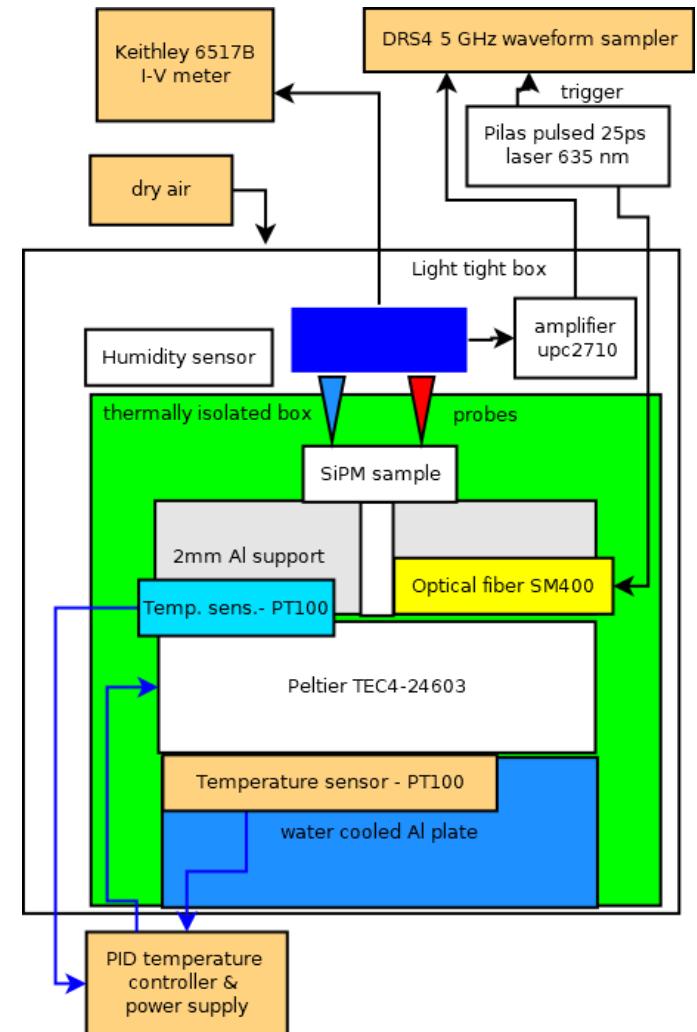 Keithley 6517B
I-V meter
DRS4 5 GHz waveform sampler
trigger
Pilas pulsed 25ps
laser 635 nm
dry air
Light tight box
amplifier
upc2710
Humidity sensor
thermally isolated box
probes
SiPM sample
2mm Al support
Optical fiber SM400
Temp. sens.- PT100
Peltier TEC4-24603
Temperature sensor - PT100
water cooled Al plate
PID temperature
controller &
power supply